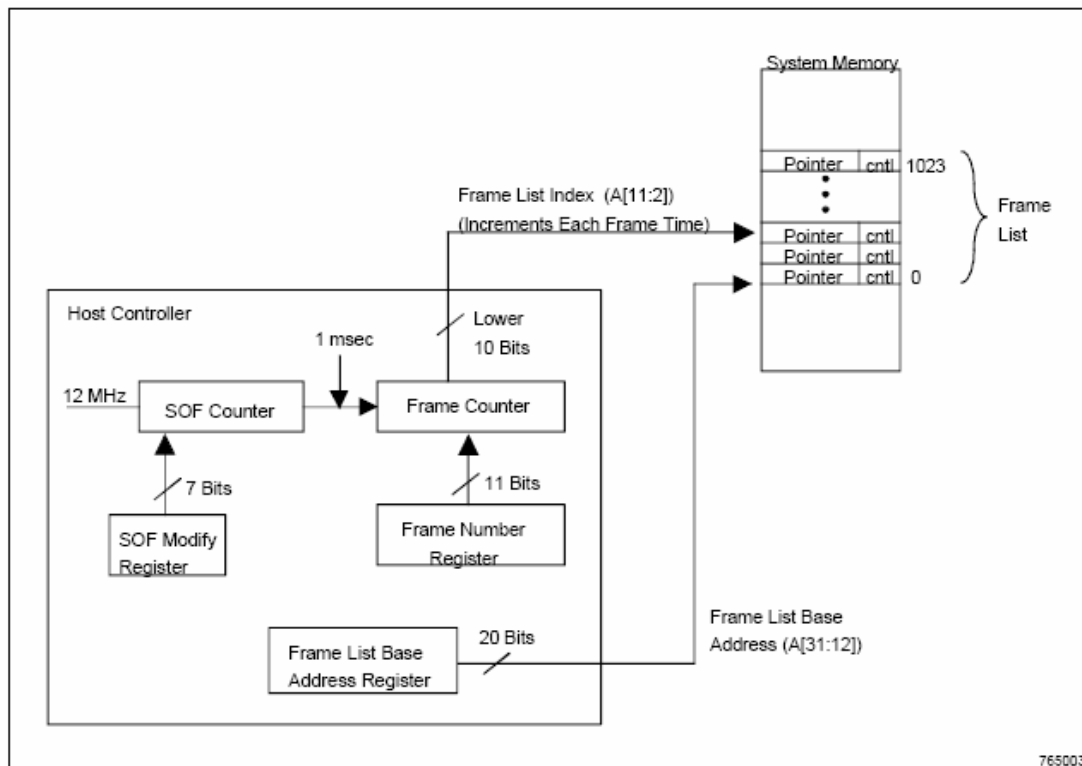 System Memory
Pointer cntl 1023
Frame List Index (A[11:2])
(Increments Each Frame Time)
Pointer cntl
Pointer cntl
Pointer cntl 0
Frame
List
Host Controller
Lower
10 Bits
1 msec
12 MHz
SOF Counter
Frame Counter
7 Bits
11 Bits
SOF Modify
Register
Frame Number
Register
Frame List Base
Address (A[31:12])
20 Bits
Frame List Base
Address Register
765003